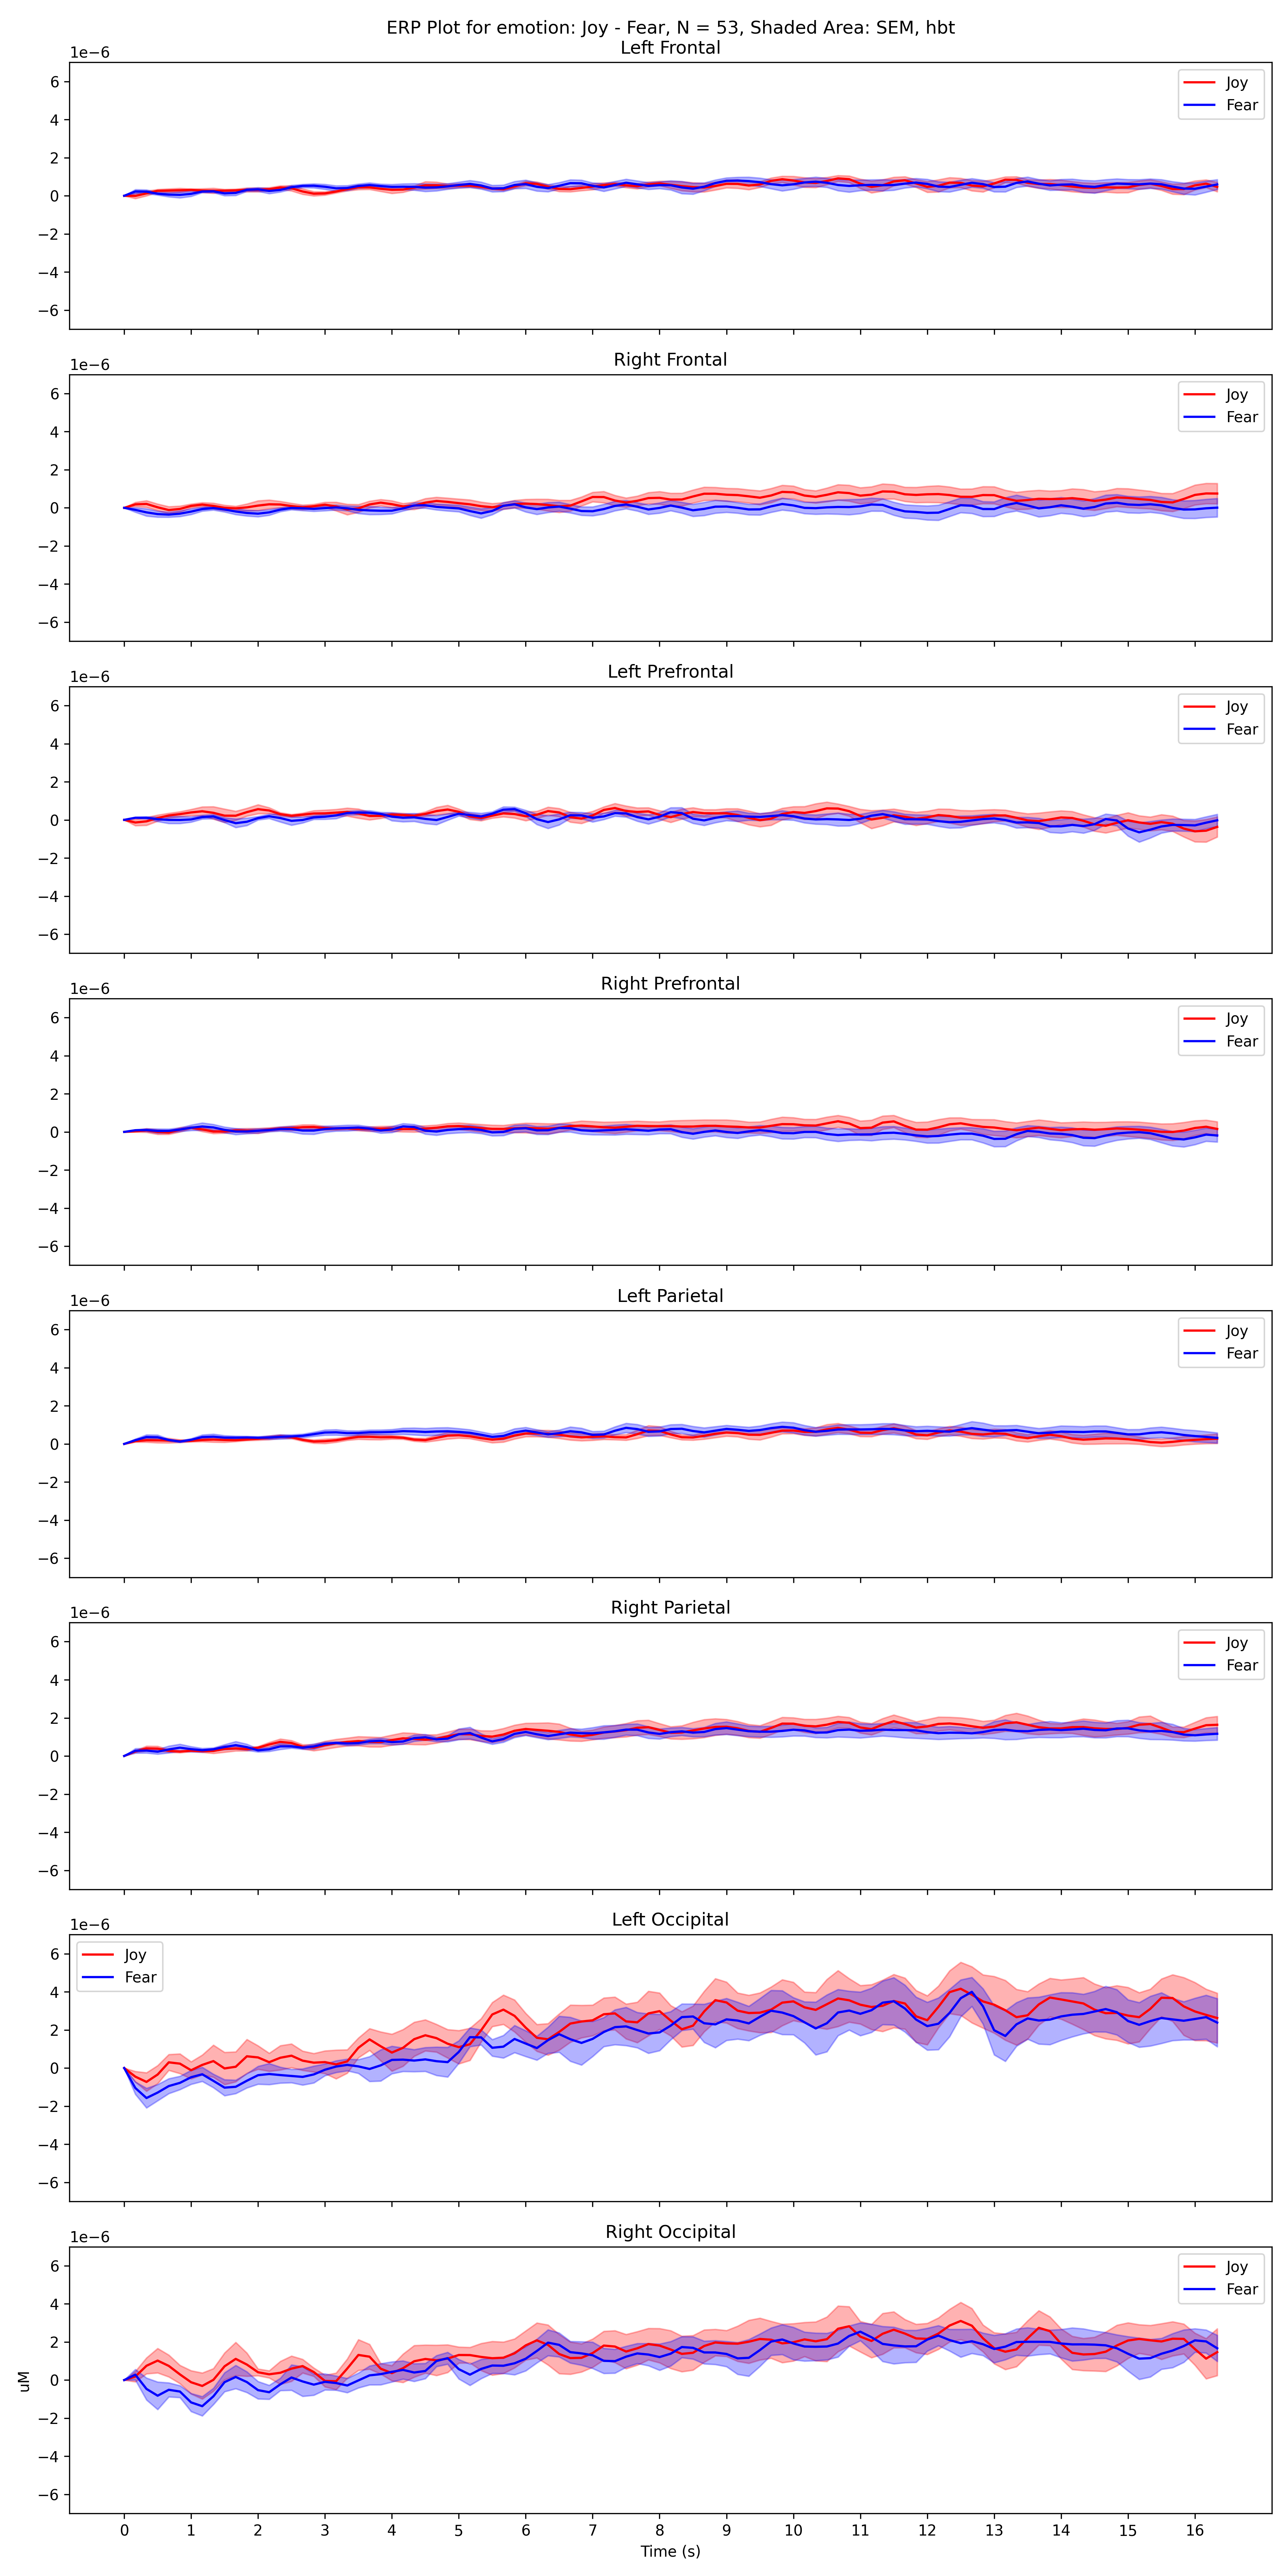 ERP Plot for emotion: Joy - Fear, N = 53, Shaded Area: SEM, hbt
Left Frontal
1e−6
6
4
2
0
−2
−4
−6
Joy
Fear
Right Frontal
1e−6
6
4
2
0
−2
−4
−6
Joy
Fear
Left Prefrontal
1e−6
6
4
2
0
−2
−4
−6
Joy
Fear
Right Prefrontal
1e−6
6
4
2
0
−2
−4
−6
Joy
Fear
Left Parietal
1e−6
6
4
2
0
−2
−4
−6
Joy
Fear
Right Parietal
1e−6
6
4
2
0
−2
−4
−6
Joy
Fear
Left Occipital
1e−6
6
4
2
0
−2
−4
−6
Joy
Fear
Right Occipital
1e−6
6
4
2
0
−2
−4
−6
Joy
Fear
uM
0 1 2 3 4 5 6 7 8 9 10 11 12 13 14 15 16
Time (s)